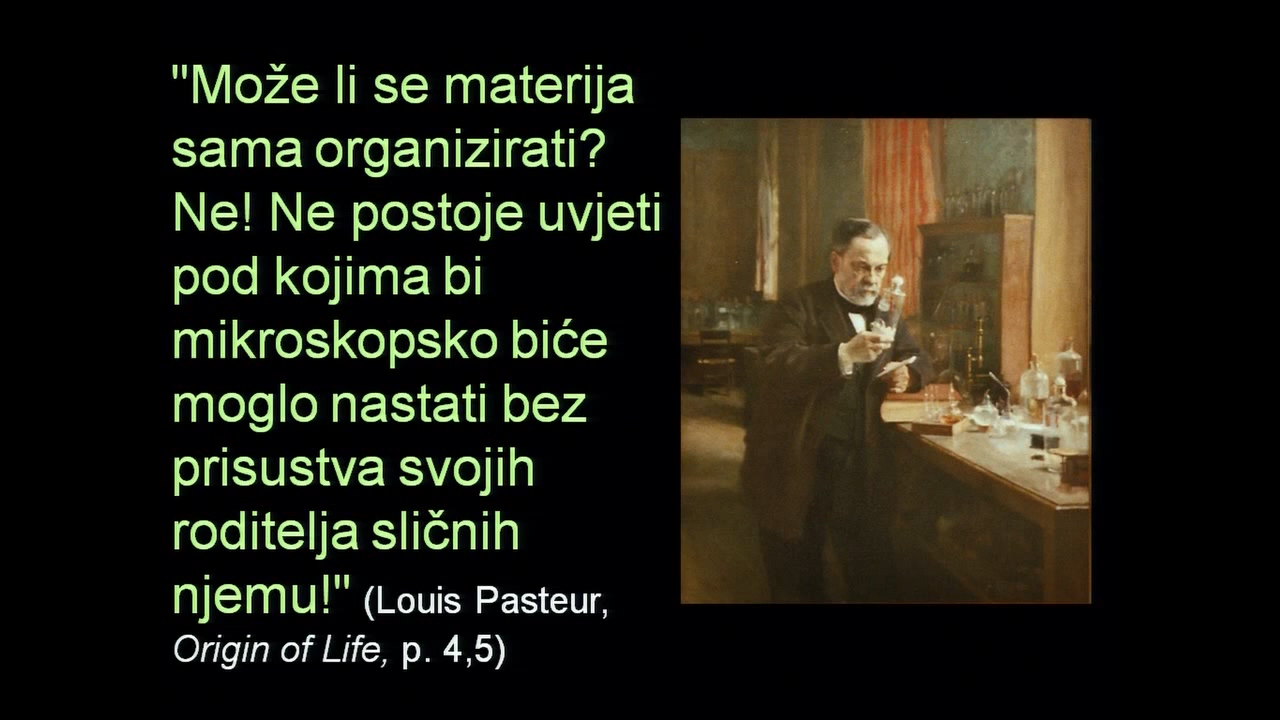 "Može li se materija
sama organizirati?
Ne! Ne postoje uvjeti
pod kojima bi
mikroskopsko biće
moglo nastati bez
prisustva svojih
roditelja sličnih
njemu!" (Louis Pasteur,
Origin of Life, p. 4,5)